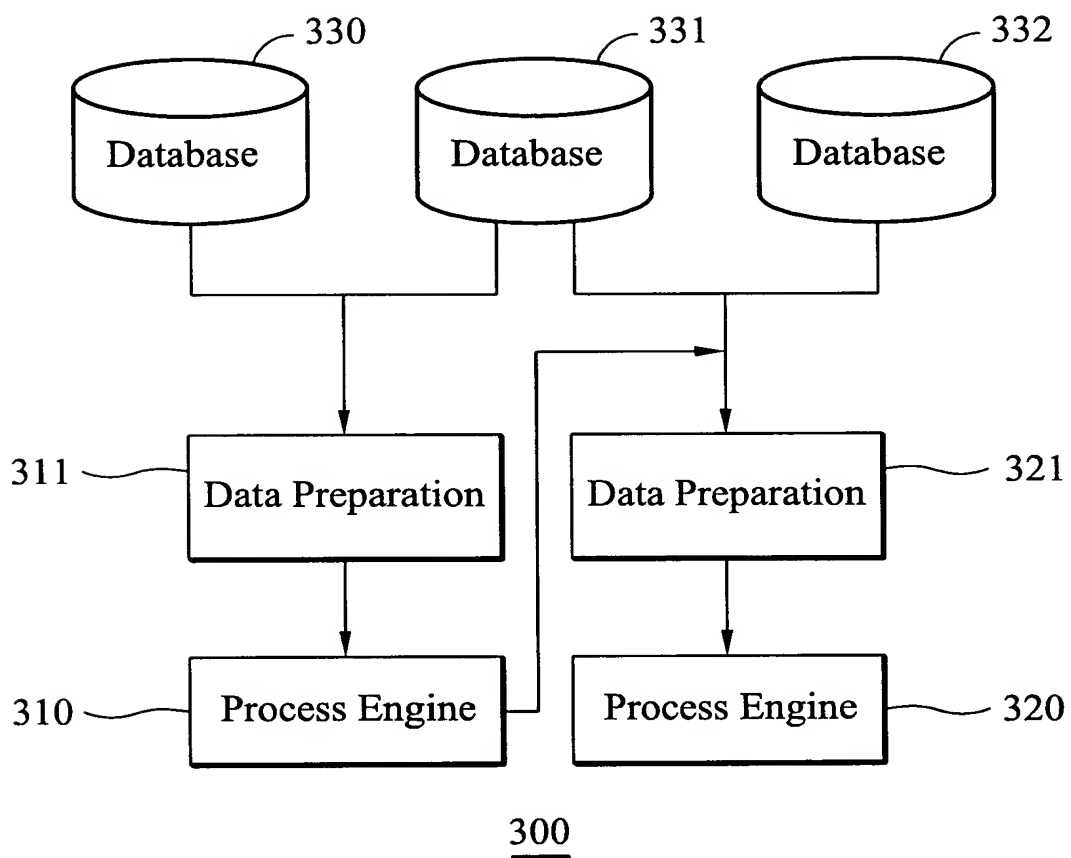 330
331
332
Database
Database
Database
311
Data Preparation
Data Preparation
321
310
Process Engine
Process Engine
320
300